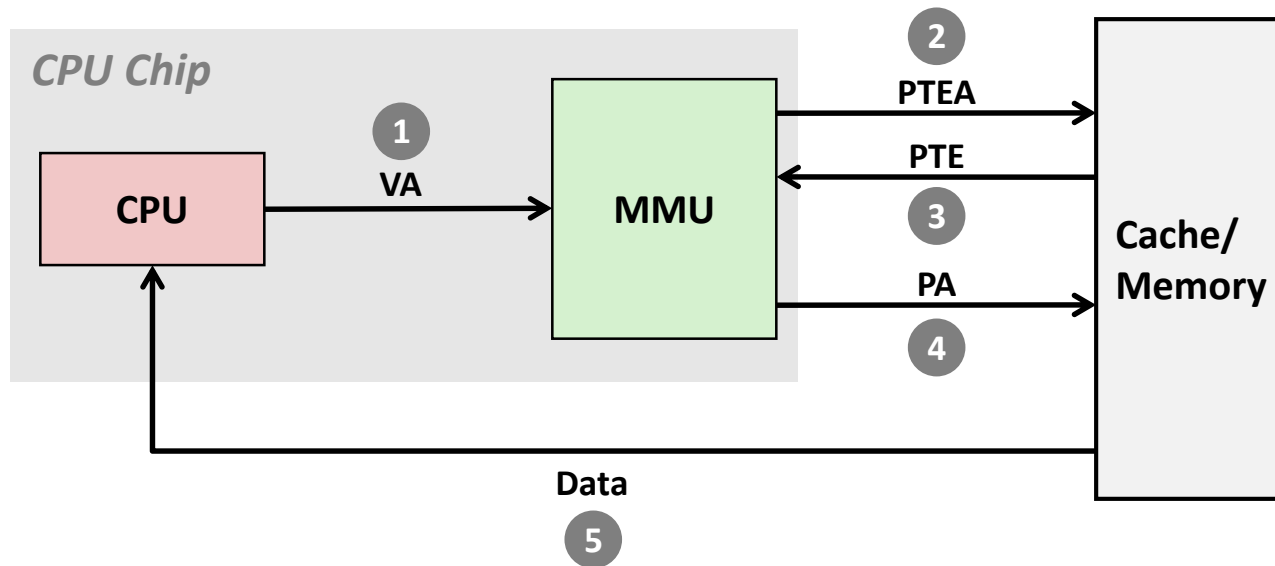 CPU Chip
2
PTEA
1
VA
PTE
CPU
MMU
3
Cache/
Memory
PA
4
Data
5